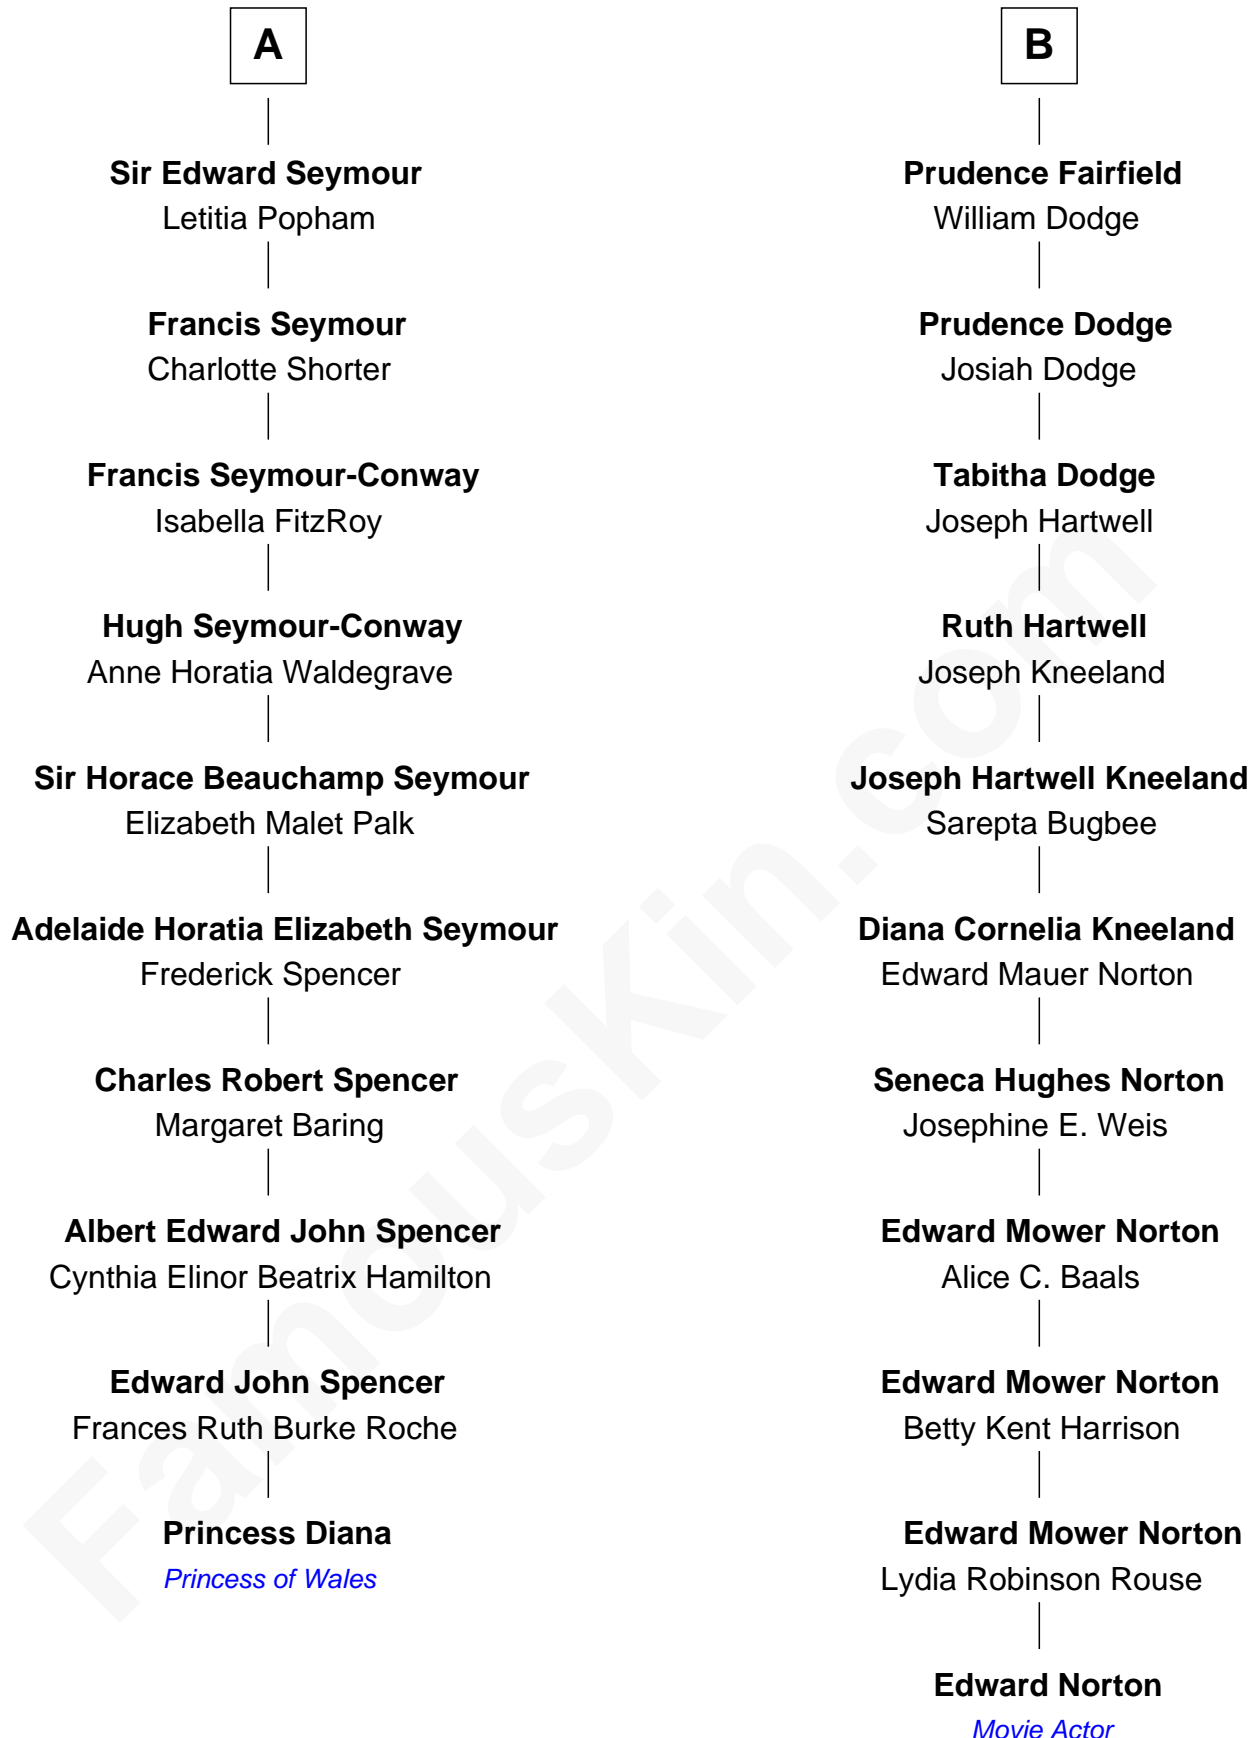 A
Sir Edward Seymour
Letitia Popham
Francis Seymour
Charlotte Shorter
Francis Seymour-Conway
Isabella FitzRoy
Hugh Seymour-Conway
Anne Horatia Waldegrave
Sir Horace Beauchamp Seymour
Elizabeth Malet Palk
Adelaide Horatia Elizabeth Seymour
Frederick Spencer
Charles Robert Spencer
Margaret Baring
Albert Edward John Spencer
Cynthia Elinor Beatrix Hamilton
Edward John Spencer
Frances Ruth Burke Roche
Princess Diana
Princess of Wales
B
Prudence Fairfield
William Dodge
Prudence Dodge
Josiah Dodge
Tabitha Dodge
Joseph Hartwell
Ruth Hartwell
Joseph Kneeland
Joseph Hartwell Kneeland
Sarepta Bugbee
Diana Cornelia Kneeland
Edward Mauer Norton
Seneca Hughes Norton
Josephine E. Weis
Edward Mower Norton
Alice C. Baals
Edward Mower Norton
Betty Kent Harrison
Edward Mower Norton
Lydia Robinson Rouse
Edward Norton
Movie Actor
FamousKin.com